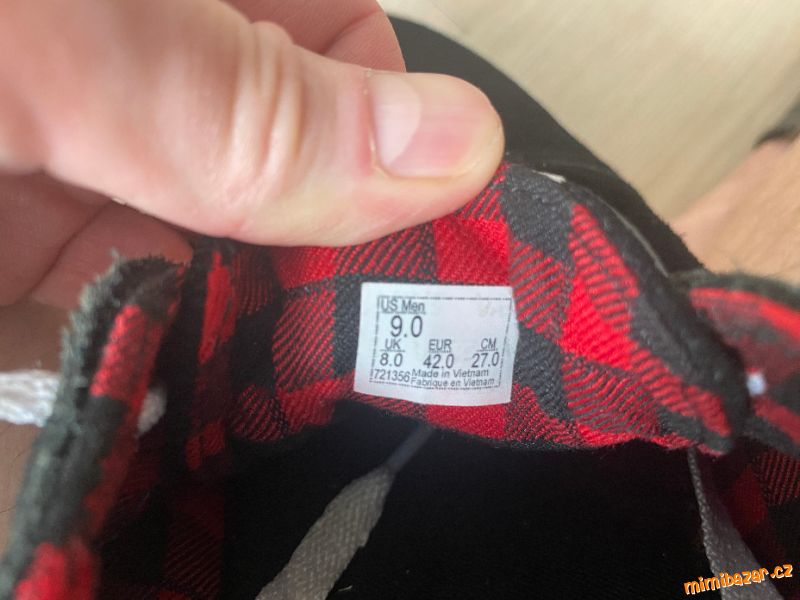 US Men
9.0
UK EUR CM
8.0 42.0 27.0
721356 Made in Vietnam
Fabrique en Vietnam
mimibazar.cz